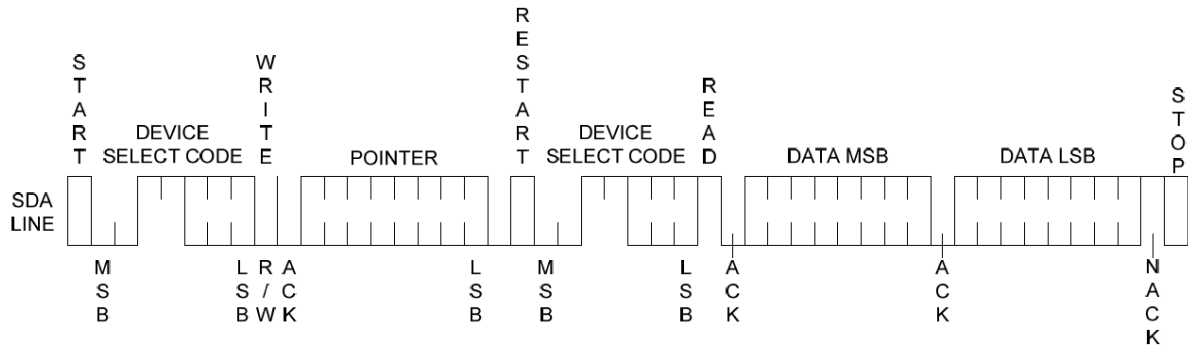 START
DEVICE
SELECT CODE
WRITE
POINTER
RESTART
DEVICE
SELECT CODE
READ
DATA MSB
DATA LSB
STOP
SDA
LINE
MSB
LSB
R/W
ACK
LSB
MSB
LSB
ACK
ACK
NACK